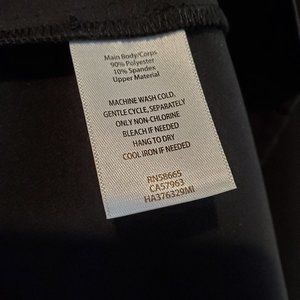 Main Body/Corps
90% Polyester
10% Spandex
Upper Material
MACHINE WASH COLD.
GENTLE CYCLE, SEPARATELY
ONLY NON-CHLORINE
BLEACH IF NEEDED
HANG TO DRY
COOL IRON IF NEEDED
RN58665
CA57963
HA376329MI